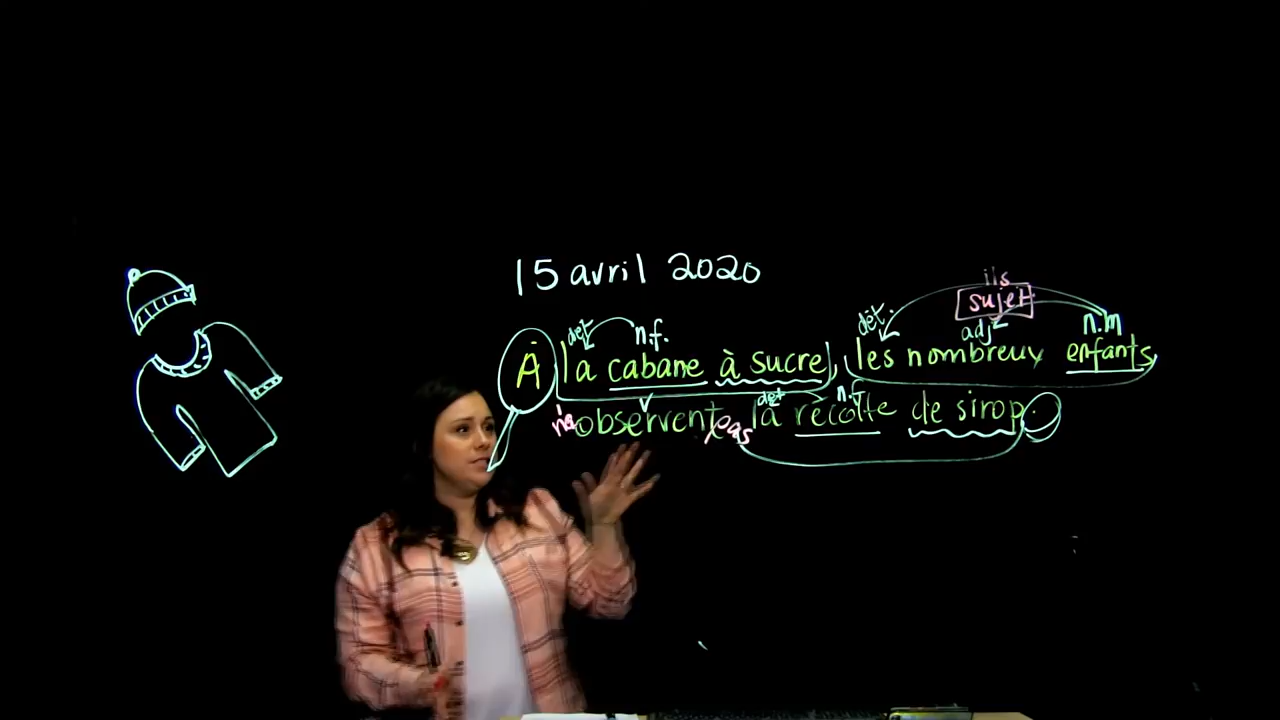 15 avril 2020
ils
sujet
dét n.f. dét. adj n.m
À la cabane à sucre, les nombreux enfants
V dét n.f
n'observent pas la récolte de sirop.